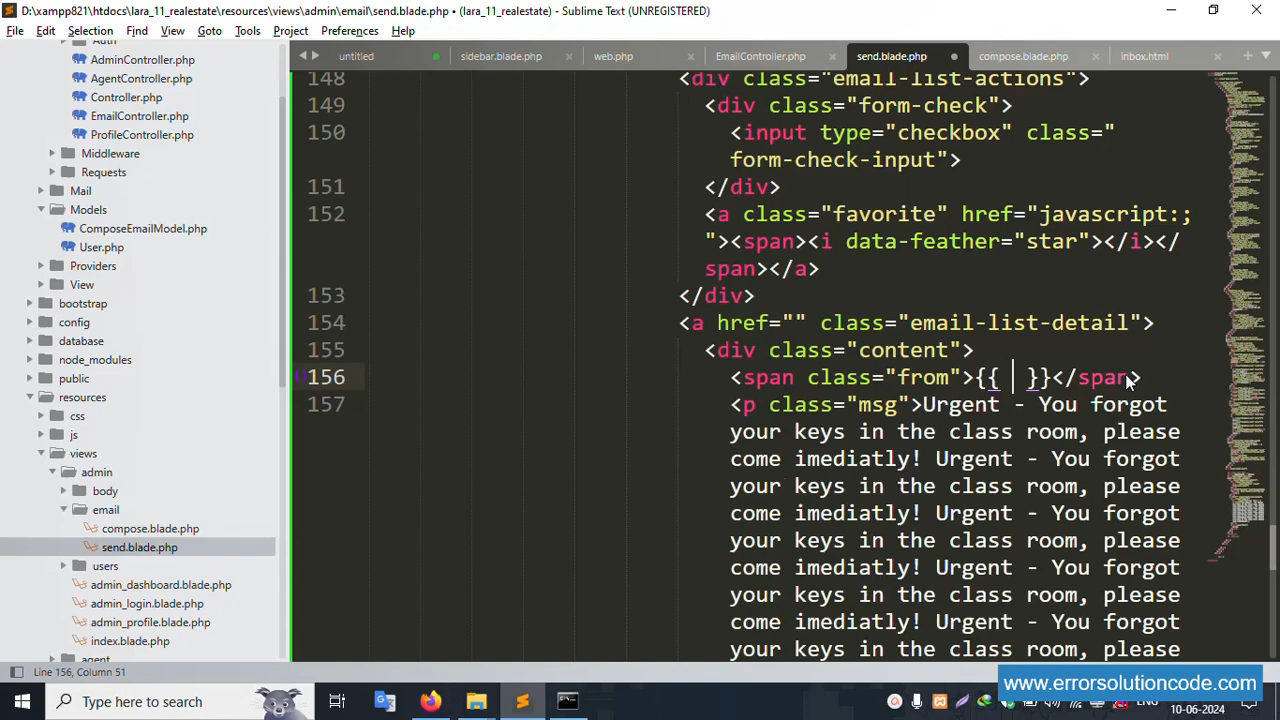 D:\xampp821\htdocs\lara_11_realestate\resources\views\admin\email\send.blade.php • (lara_11_realestate) - Sublime Text (UNREGISTERED)
File Edit Selection Find View Goto Tools Project Preferences Help
untitled sidebar.blade.php web.php EmailController.php send.blade.php compose.blade.php inbox.html
Auth
AdminController.php
AgentController.php
Controller.php
EmailController.php
ProfileController.php
Middleware
Requests
Mail
Models
ComposeEmailModel.php
User.php
Providers
View
bootstrap
config
database
node_modules
public
resources
css
js
views
admin
body
email
compose.blade.php
send.blade.php
users
admin_dashboard.blade.php
admin_login.blade.php
admin_profile.blade.php
index.blade.php
agent
148 <div class="email-list-actions">
149 <div class="form-check">
150 <input type="checkbox" class="
form-check-input">
151 </div>
152 <a class="favorite" href="javascript:;
"><span><i data-feather="star"></i></
span></a>
153 </div>
154 <a href="" class="email-list-detail">
155 <div class="content">
156 <span class="from">{{ }}</span>
157 <p class="msg">Urgent - You forgot
your keys in the class room, please
come imediatly! Urgent - You forgot
your keys in the class room, please
come imediatly! Urgent - You forgot
your keys in the class room, please
come imediatly! Urgent - You forgot
your keys in the class room, please
come imediatly! Urgent - You forgot
your keys in the class room, please
Line 156, Column 51
www.errorsolutioncode.com
Type here to search
10-06-2024